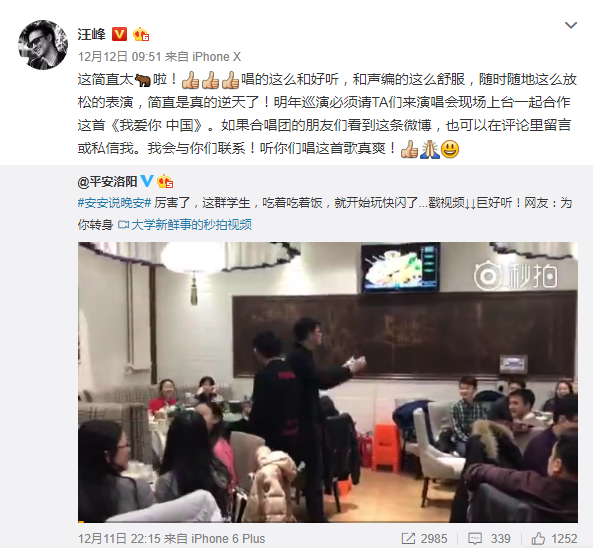 汪峰
12月12日 09:51 来自 iPhone X
这简直太🐻啦！👍👍👍唱的这么和好听，和声编的这么舒服，随时随地这么放
松的表演，简直是真的逆天了！明年巡演必须请TA们来演唱会现场上台一起合作
这首《我爱你 中国》。如果合唱团的朋友们看到这条微博，也可以在评论里留言
或私信我。我会与你们联系！听你们唱这首歌真爽！👍🙏😃
@平安洛阳
#安安说晚安# 厉害了，这群学生，吃着吃着饭，就开始玩快闪了...戳视频↓↓巨好听！网友：为
你转身 大学新鲜事的秒拍视频
秒拍
12月11日 22:15 来自 iPhone 6 Plus
2985
339
1252